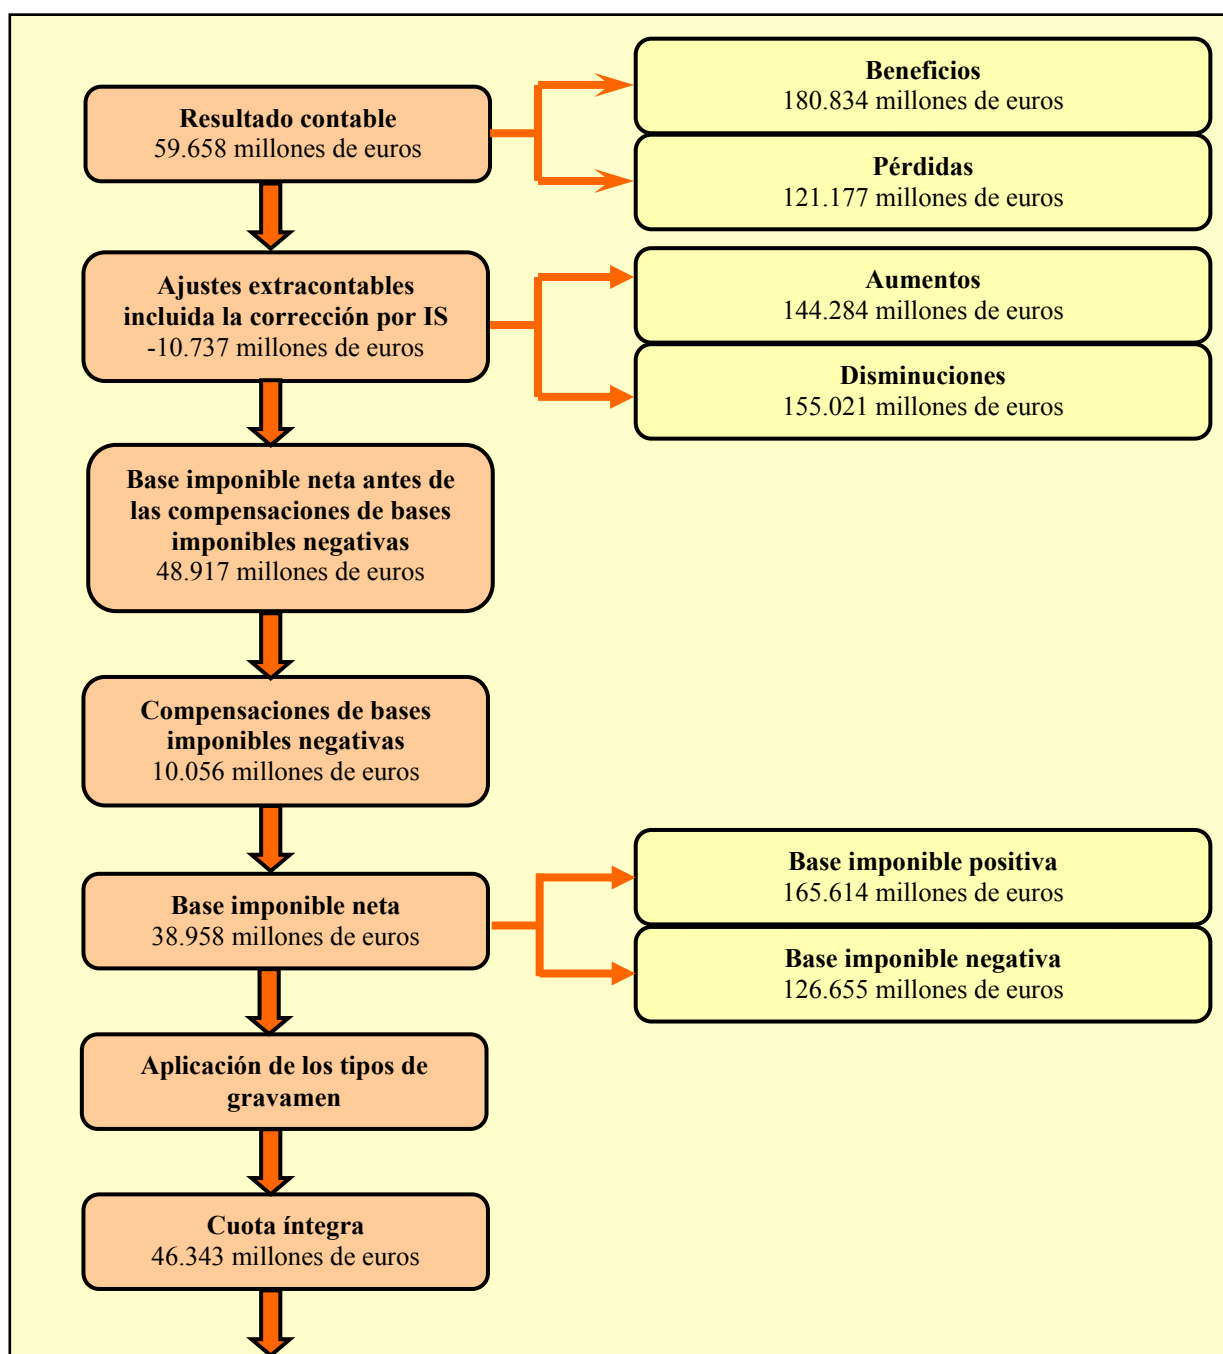 Resultado contable
59.658 millones de euros
Beneficios
180.834 millones de euros
Pérdidas
121.177 millones de euros
Ajustes extracontables
incluida la corrección por IS
-10.737 millones de euros
Aumentos
144.284 millones de euros
Disminuciones
155.021 millones de euros
Base imponible neta antes de
las compensaciones de bases
imponibles negativas
48.917 millones de euros
Compensaciones de bases
imponibles negativas
10.056 millones de euros
Base imponible neta
38.958 millones de euros
Base imponible positiva
165.614 millones de euros
Base imponible negativa
126.655 millones de euros
Aplicación de los tipos de
gravamen
Cuota íntegra
46.343 millones de euros